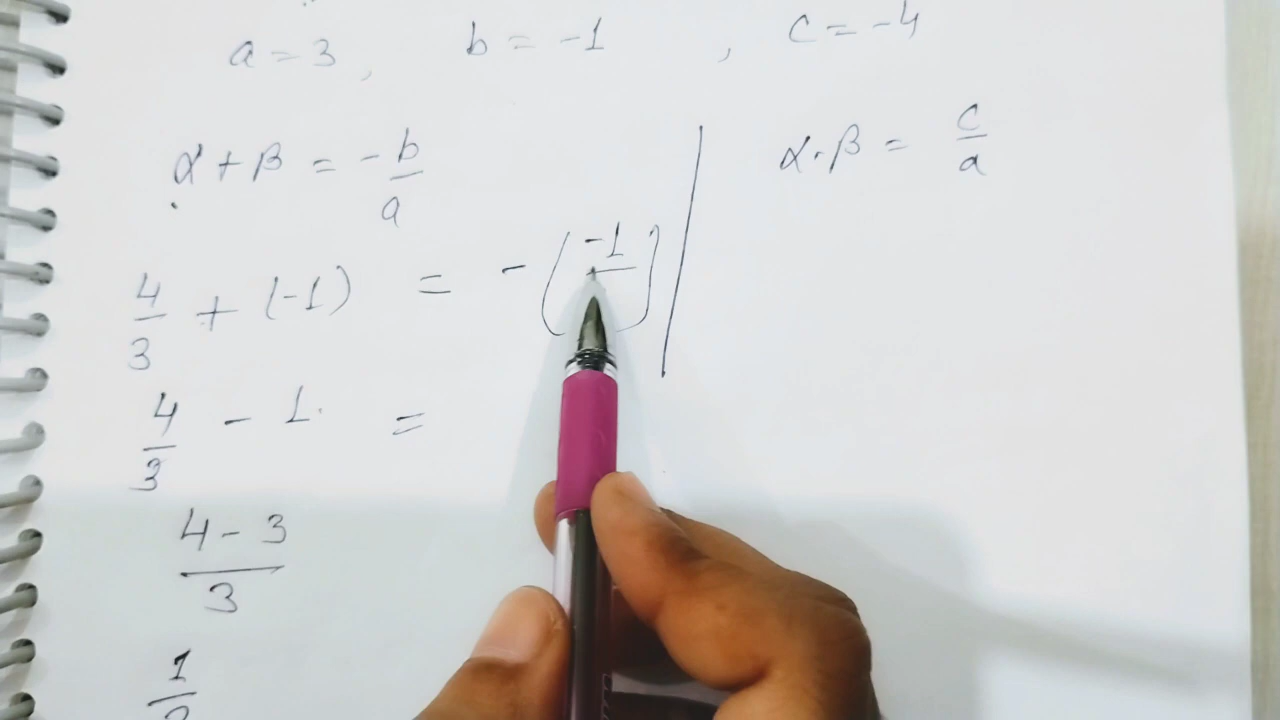 a = 3, b = -1, c = -4
α + β = -b/a
α·β = c/a
4/3 + (-1) = -(-1/
4/3 - 1 =
4 - 3/3
1